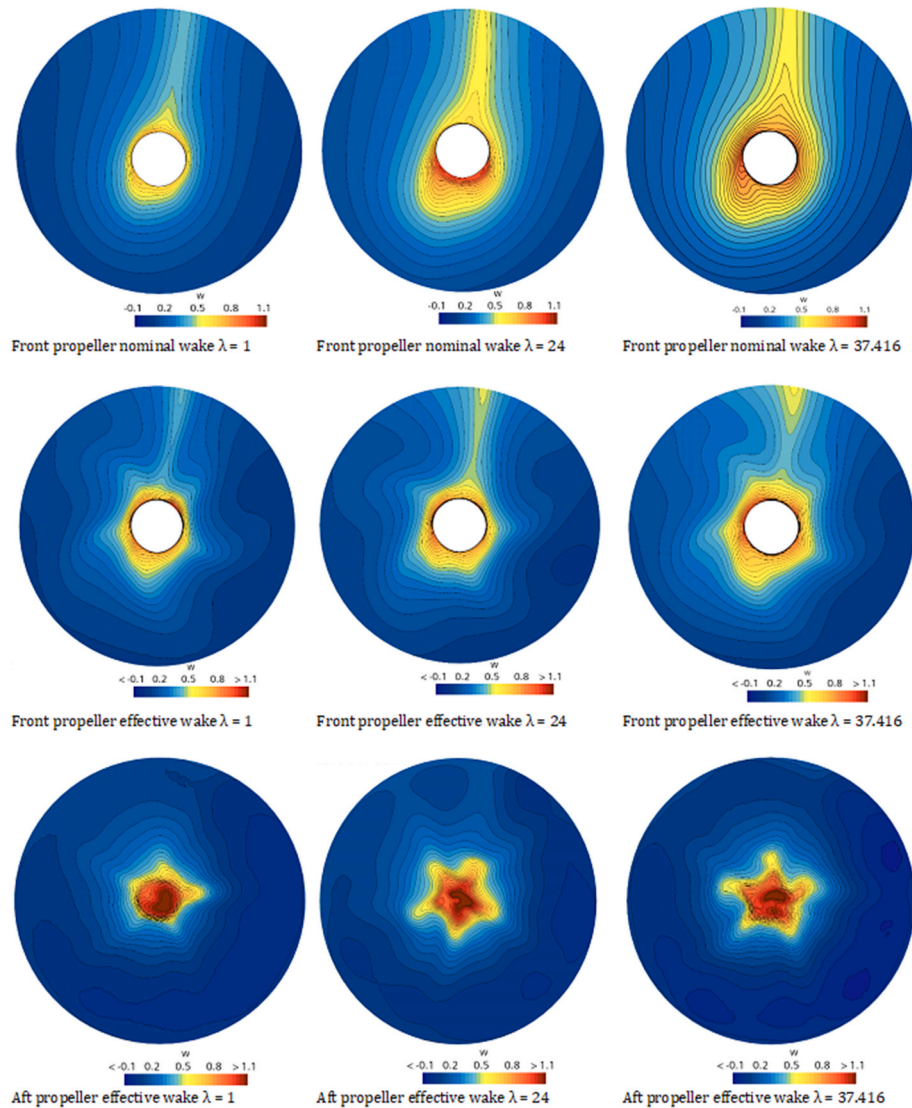 w
-0.1 0.2 0.5 0.8 1.1
Front propeller nominal wake λ = 1
w
-0.1 0.2 0.5 0.8 1.1
Front propeller nominal wake λ = 24
w
-0.1 0.2 0.5 0.8 1.1
Front propeller nominal wake λ = 37.416
w
<-0.1 0.2 0.5 0.8 >1.1
Front propeller effective wake λ = 1
w
<-0.1 0.2 0.5 0.8 >1.1
Front propeller effective wake λ = 24
w
<-0.1 0.2 0.5 0.8 >1.1
Front propeller effective wake λ = 37.416
w
<-0.1 0.2 0.5 0.8 >1.1
Aft propeller effective wake λ = 1
w
<-0.1 0.2 0.5 0.8 >1.1
Aft propeller effective wake λ = 24
w
<-0.1 0.2 0.5 0.8 >1.1
Aft propeller effective wake λ = 37.416